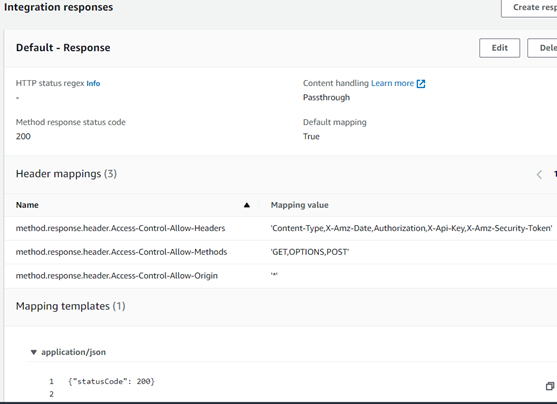 Integration responses
Create resp
Default - Response
Edit
Dele
HTTP status regex Info
Content handling Learn more
-
Passthrough
Method response status code
Default mapping
200
True
Header mappings (3)
1
Name
Mapping value
method.response.header.Access-Control-Allow-Headers
'Content-Type,X-Amz-Date,Authorization,X-Api-Key,X-Amz-Security-Token'
method.response.header.Access-Control-Allow-Methods
'GET,OPTIONS,POST'
method.response.header.Access-Control-Allow-Origin
'*'
Mapping templates (1)
application/json
1 {"statusCode": 200}
2